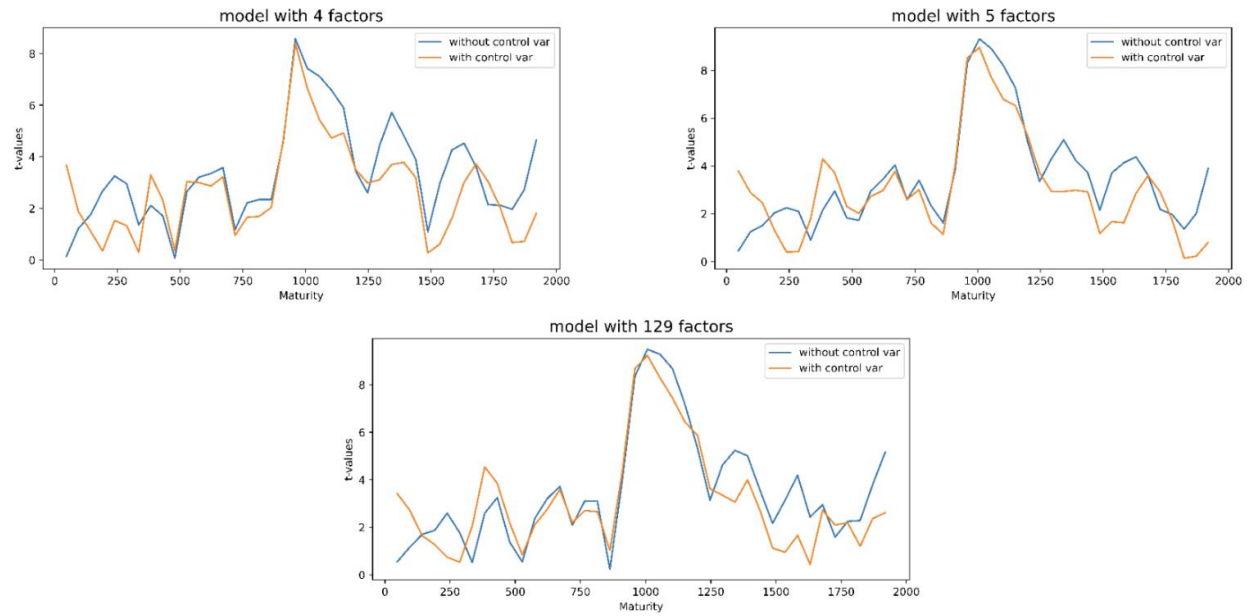 model with 4 factors
without control var
with control var
8
6
4
2
0
t-values
0 250 500 750 1000 1250 1500 1750 2000
Maturity
model with 5 factors
without control var
with control var
8
6
4
2
0
t-values
0 250 500 750 1000 1250 1500 1750 2000
Maturity
model with 129 factors
without control var
with control var
8
6
4
2
0
t-values
0 250 500 750 1000 1250 1500 1750 2000
Maturity